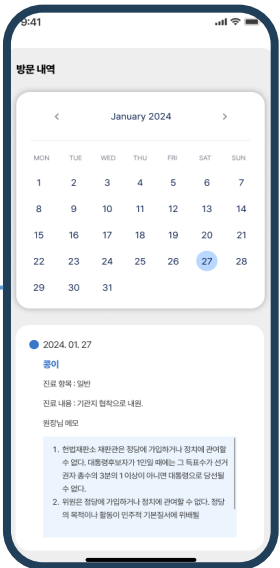 9:41
방문 내역
< January 2024 >
MON TUE WED THU FRI SAT SUN
1 2 3 4 5 6 7
8 9 10 11 12 13 14
15 16 17 18 19 20 21
22 23 24 25 26 27 28
29 30 31
2024. 01. 27
콩이
진료 항목 : 일반
진료 내용 : 기관지 협착으로 내원.
원장님 메모
1. 헌법재판소 재판관은 정당에 가입하거나 정치에 관여할
수 없다. 대통령후보자가 1인일 때에는 그 득표수가 선거
권자 총수의 3분의 1 이상이 아니면 대통령으로 당선될
수 없다.
2. 위원은 정당에 가입하거나 정치에 관여할 수 없다. 정당
의 목적이나 활동이 민주적 기본질서에 위배될